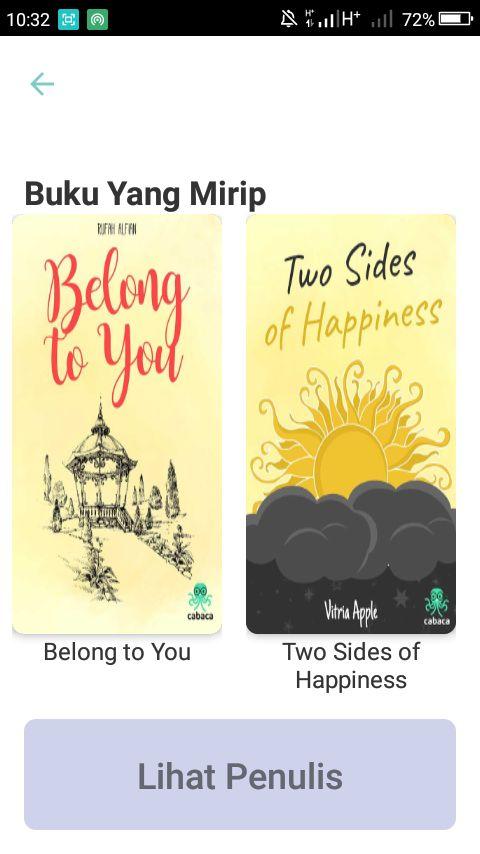 10:32
H+
H+
72%
Buku Yang Mirip
RUFAH ALFIAN
Belong
to You
cabaca
Two Sides
of Happiness
Vitria Apple
cabaca
Belong to You
Two Sides of
Happiness
Lihat Penulis